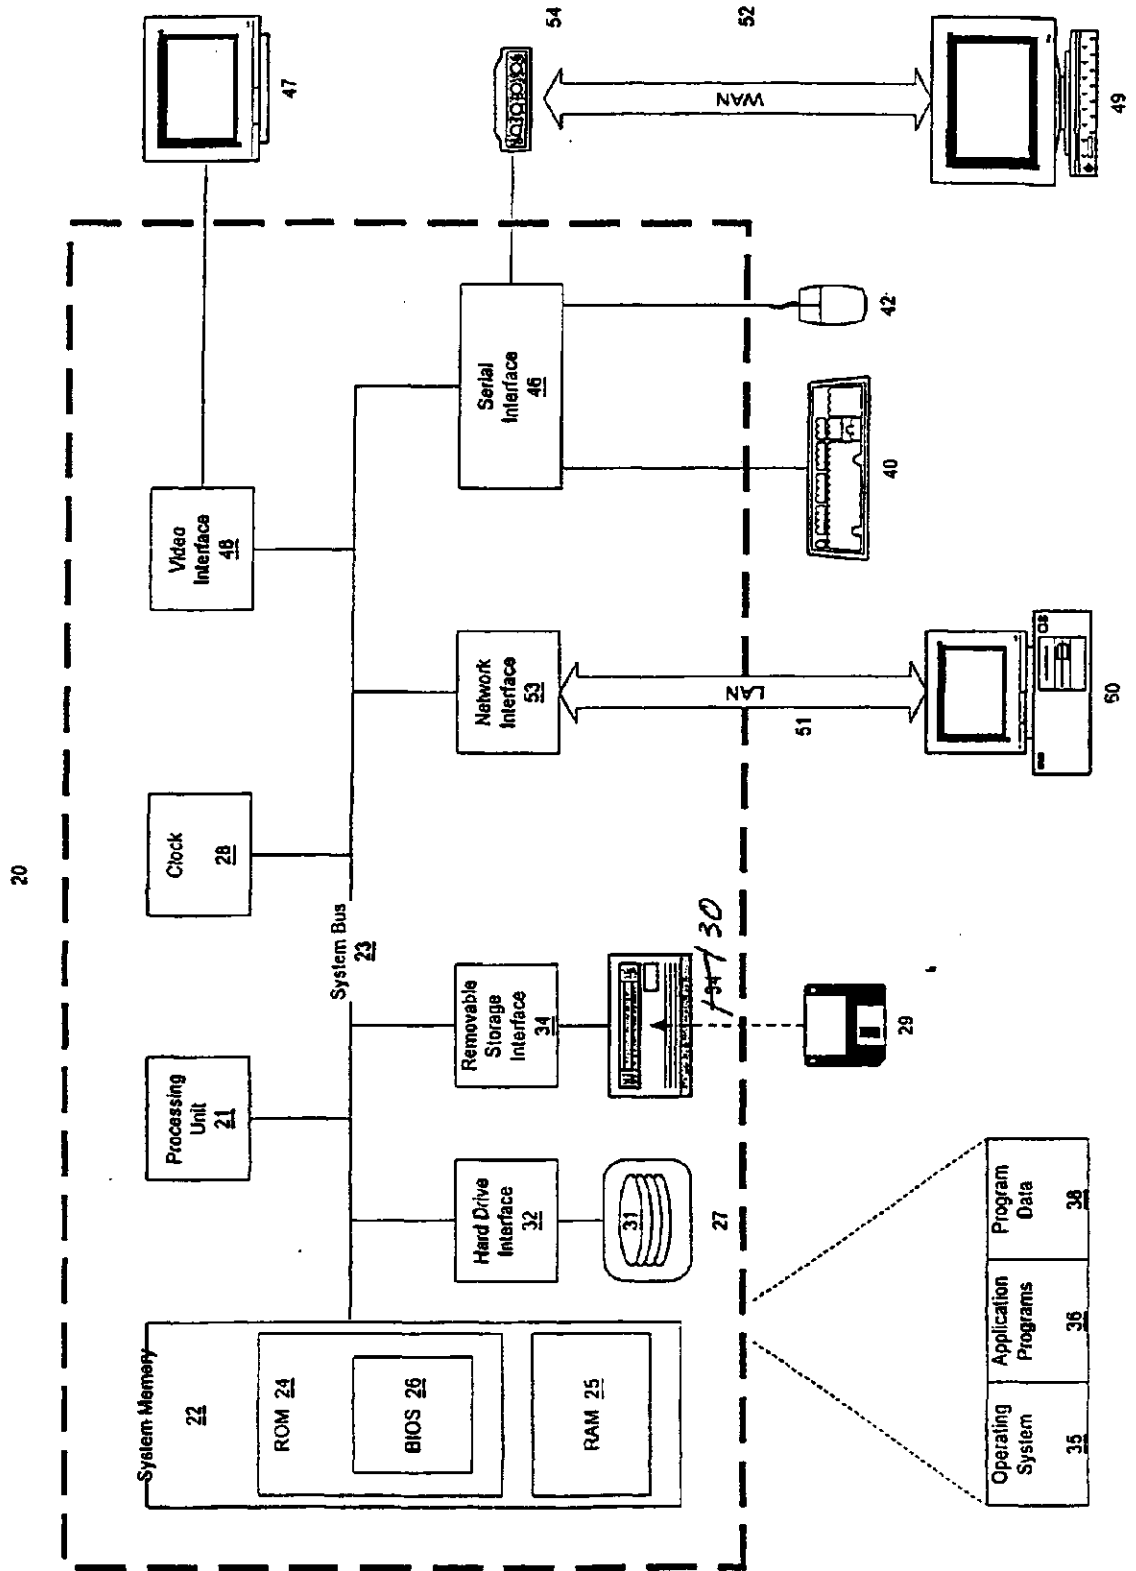 20
System Memory
22
ROM 24
BIOS 26
RAM 25
Processing
Unit
21
Clock
28
Video
Interface
48
47
System Bus
23
Hard Drive
Interface
32
31
27
Removable
Storage
Interface
34
30
Network
Interface
53
Serial
Interface
46
54
WAN
52
LAN
51
29
40
42
49
60
Operating
System
35
Application
Programs
36
Program
Data
38